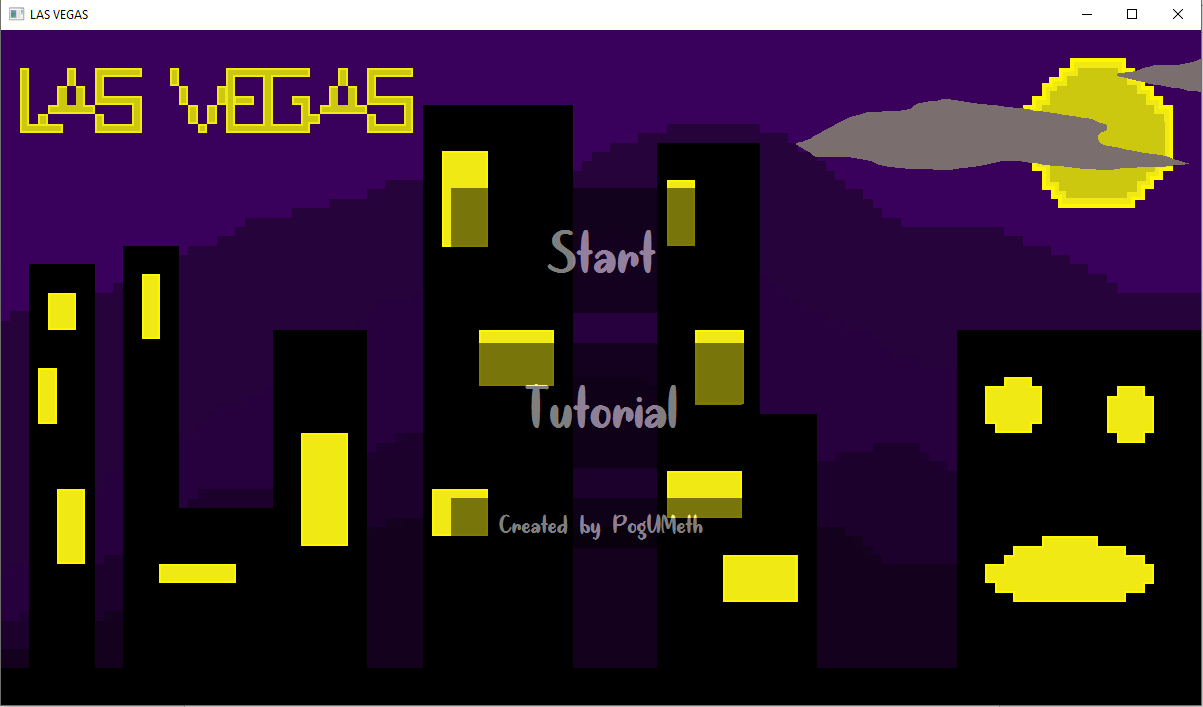 LAS VEGAS
LAS VEGAS
Start
Tutorial
Created by PogUMeth